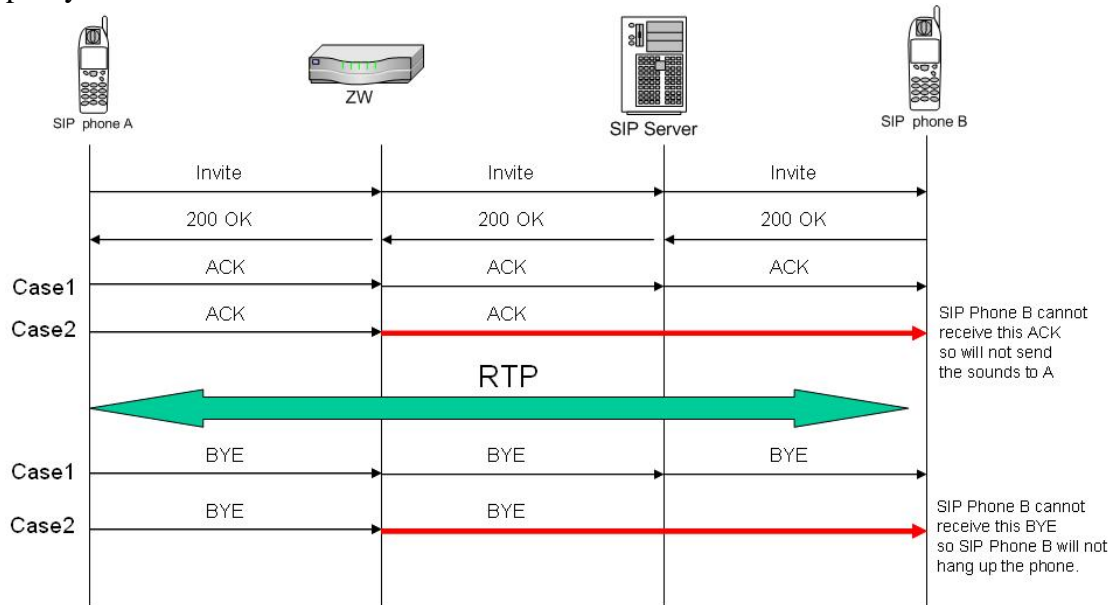 ZW
SIP phone A
SIP Server
SIP phone B
Invite Invite Invite
200 OK 200 OK 200 OK
Case1 ACK ACK ACK
Case2 ACK ACK
SIP Phone B cannot
receive this ACK
so will not send
the sounds to A
RTP
Case1 BYE BYE BYE
Case2 BYE BYE
SIP Phone B cannot
receive this BYE
so SIP Phone B will not
hang up the phone.